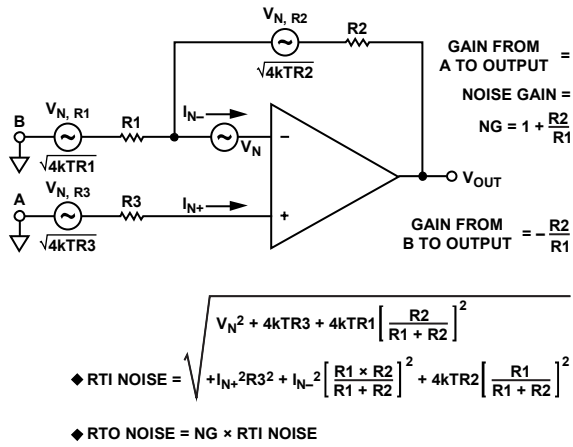 V_N, R2
R2
√4kTR2
GAIN FROM
A TO OUTPUT =
NOISE GAIN =
NG = 1 + R2/R1
B
V_N, R1
R1
√4kTR1
I_N–
V_N
–
A
V_N, R3
R3
√4kTR3
I_N+
+
V_OUT
GAIN FROM
B TO OUTPUT = – R2/R1
◆ RTI NOISE = √ V_N² + 4kTR3 + 4kTR1 [R2/(R1 + R2)]²
+I_N+²R3² + I_N–² [(R1 × R2)/(R1 + R2)]² + 4kTR2 [R1/(R1 + R2)]²
◆ RTO NOISE = NG × RTI NOISE